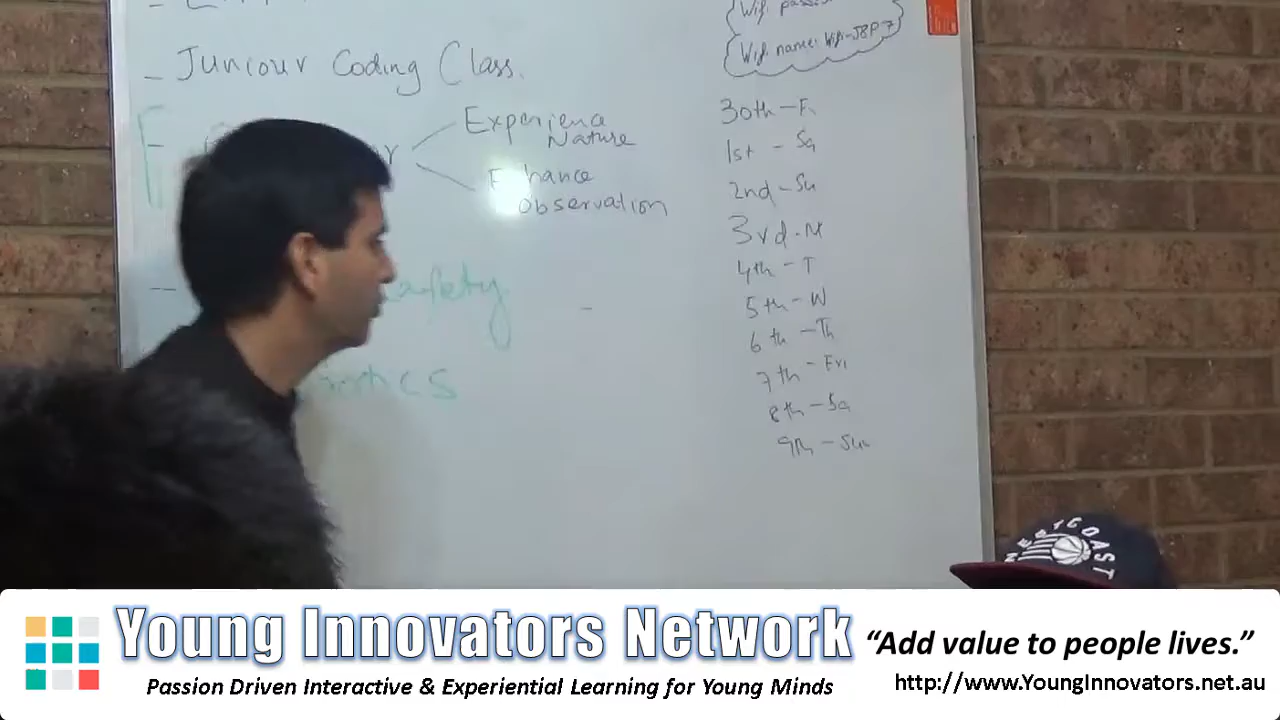 - Juniour Coding Class.
Experience
Nature
hance
observation
afety
Wifi name: Wifi-J8P7
30th - Fr
1st - Sa
2nd - Su
3rd - M
4th - T
5th - W
6th - Th
7th - Fri
8th - Sa
9th - Sun
WEST COAST
Young Innovators Network
Passion Driven Interactive & Experiential Learning for Young Minds
“Add value to people lives.”
http://www.YoungInnovators.net.au